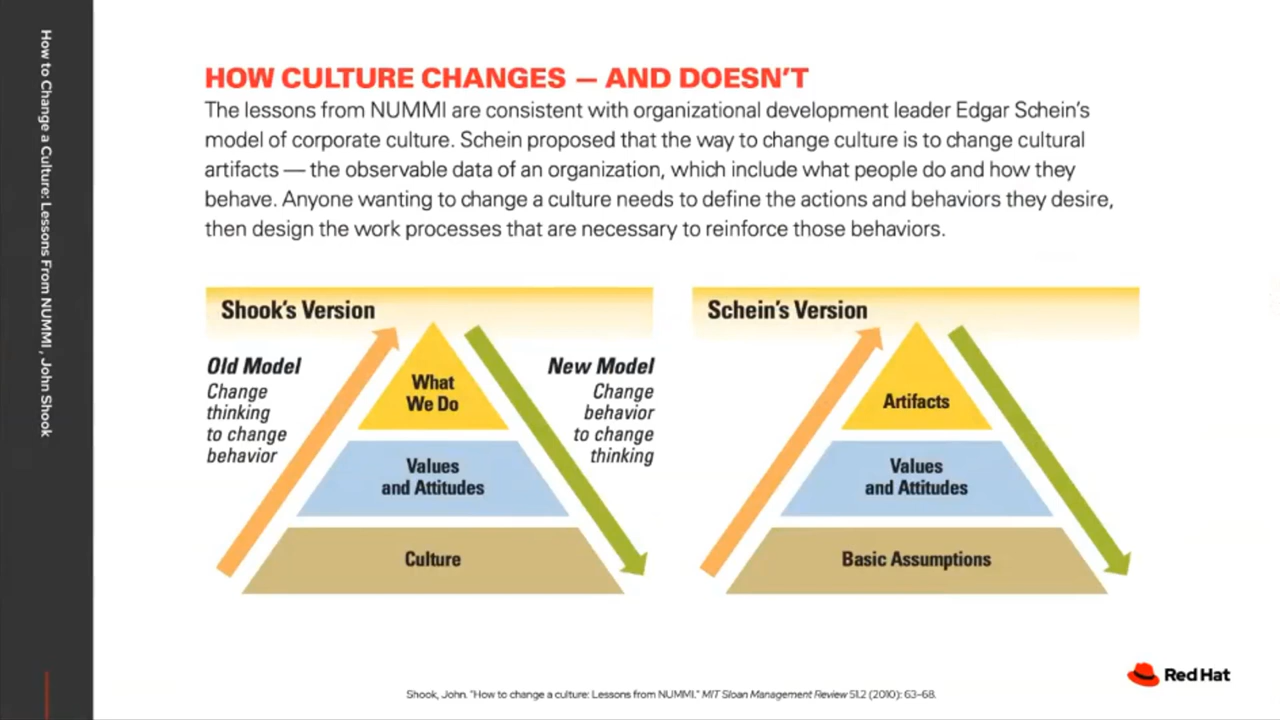 How to Change a Culture: Lessons From NUMMI , John Shook
HOW CULTURE CHANGES — AND DOESN’T
The lessons from NUMMI are consistent with organizational development leader Edgar Schein’s
model of corporate culture. Schein proposed that the way to change culture is to change cultural
artifacts — the observable data of an organization, which include what people do and how they
behave. Anyone wanting to change a culture needs to define the actions and behaviors they desire,
then design the work processes that are necessary to reinforce those behaviors.
Shook’s Version
Old Model
Change
thinking
to change
behavior
What
We Do
Values
and Attitudes
Culture
New Model
Change
behavior
to change
thinking
Schein’s Version
Artifacts
Values
and Attitudes
Basic Assumptions
Red Hat
Shook, John. "How to change a culture: Lessons from NUMMI." MIT Sloan Management Review 51.2 (2010): 63-68.